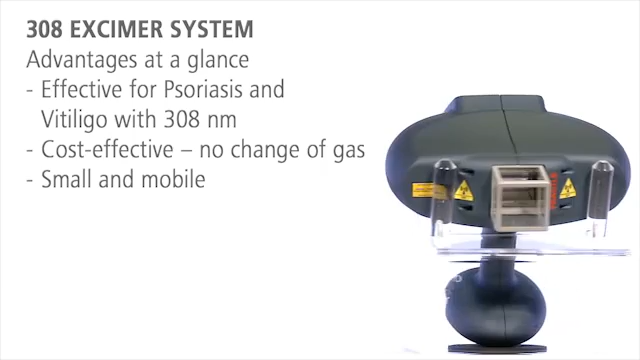 308 EXCIMER SYSTEM
Advantages at a glance
- Effective for Psoriasis and
Vitiligo with 308 nm
- Cost-effective – no change of gas
- Small and mobile